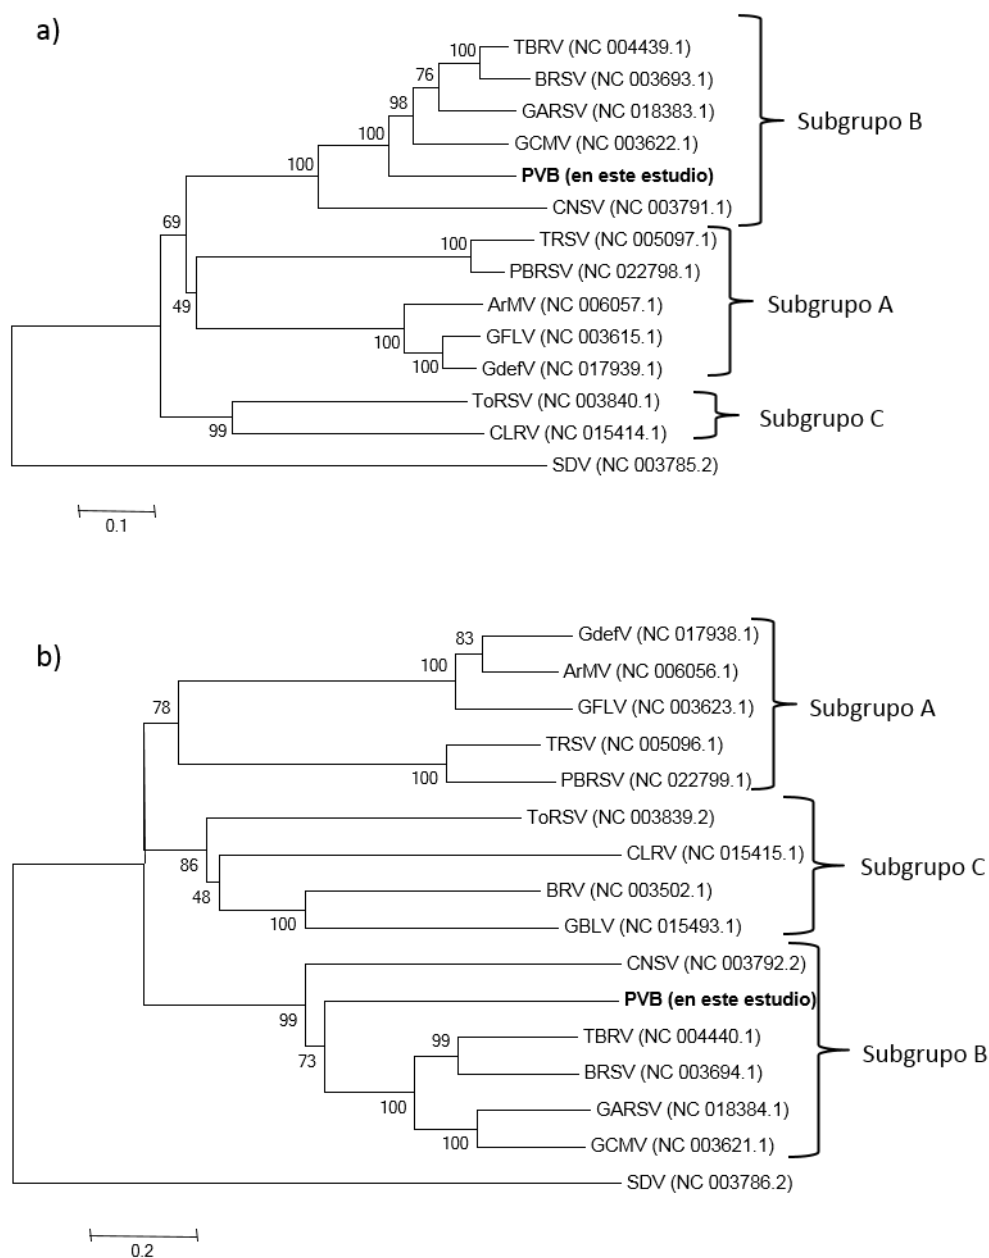 a)
100
TBRV (NC 004439.1)
76
BRSV (NC 003693.1)
98
GARSV (NC 018383.1)
Subgrupo B
100
GCMV (NC 003622.1)
100
PVB (en este estudio)
CNSV (NC 003791.1)
69
100
TRSV (NC 005097.1)
PBRSV (NC 022798.1)
49
ArMV (NC 006057.1)
Subgrupo A
100
GFLV (NC 003615.1)
100
GdefV (NC 017939.1)
ToRSV (NC 003840.1)
Subgrupo C
99
CLRV (NC 015414.1)
SDV (NC 003785.2)
0.1
b)
83
GdefV (NC 017938.1)
100
ArMV (NC 006056.1)
78
GFLV (NC 003623.1)
Subgrupo A
TRSV (NC 005096.1)
100
PBRSV (NC 022799.1)
ToRSV (NC 003839.2)
86
CLRV (NC 015415.1)
Subgrupo C
48
BRV (NC 003502.1)
100
GBLV (NC 015493.1)
CNSV (NC 003792.2)
99
PVB (en este estudio)
73
99
TBRV (NC 004440.1)
Subgrupo B
BRSV (NC 003694.1)
100
GARSV (NC 018384.1)
100
GCMV (NC 003621.1)
SDV (NC 003786.2)
0.2